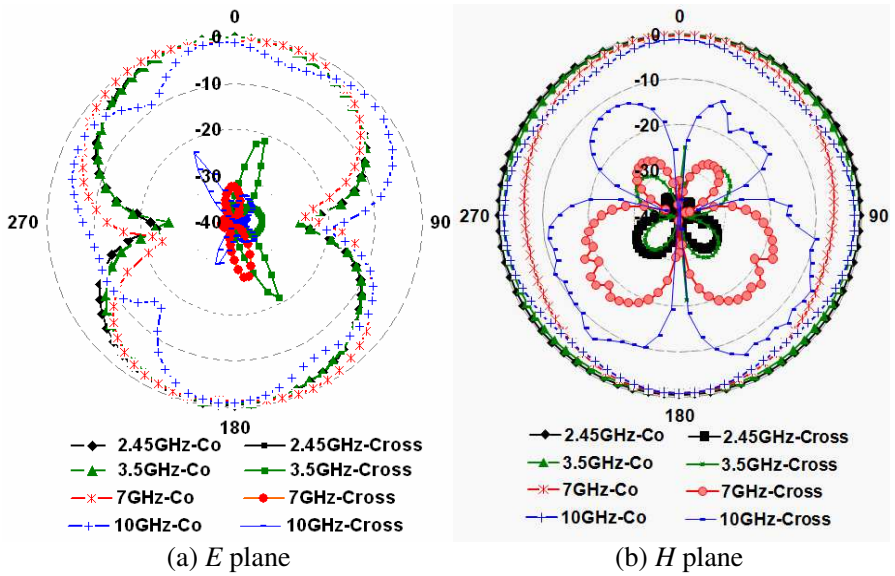 0
-0
-10
-20
-30
-40
270
90
180
2.45GHz-Co
2.45GHz-Cross
3.5GHz-Co
3.5GHz-Cross
7GHz-Co
7GHz-Cross
10GHz-Co
10GHz-Cross
(a) E plane
0
-0
-10
-20
-30
-40
270
90
180
2.45GHz-Co
2.45GHz-Cross
3.5GHz-Co
3.5GHz-Cross
7GHz-Co
7GHz-Cross
10GHz-Co
10GHz-Cross
(b) H plane